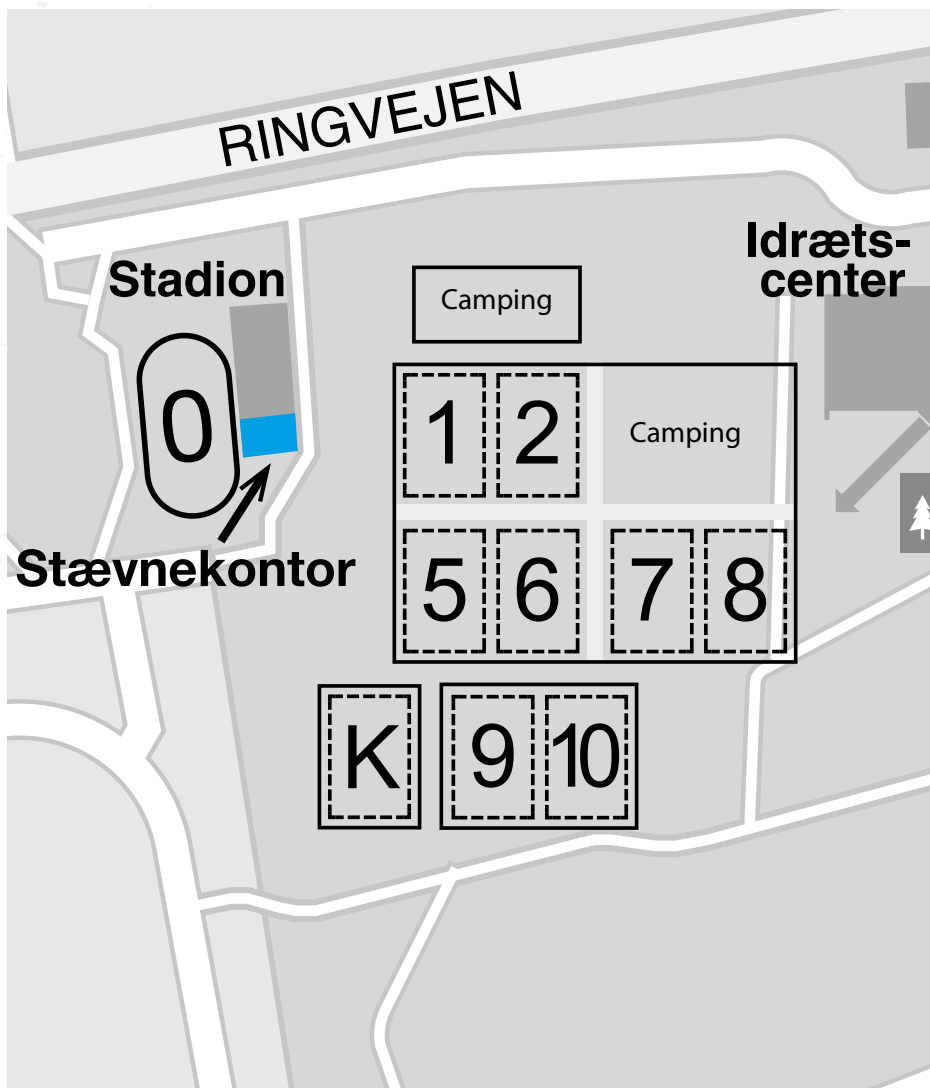 RINGVEJEN
Idræts-
center
Stadion
Camping
0
1
2
Camping
Stævnekontor
5
6
7
8
K
9
10